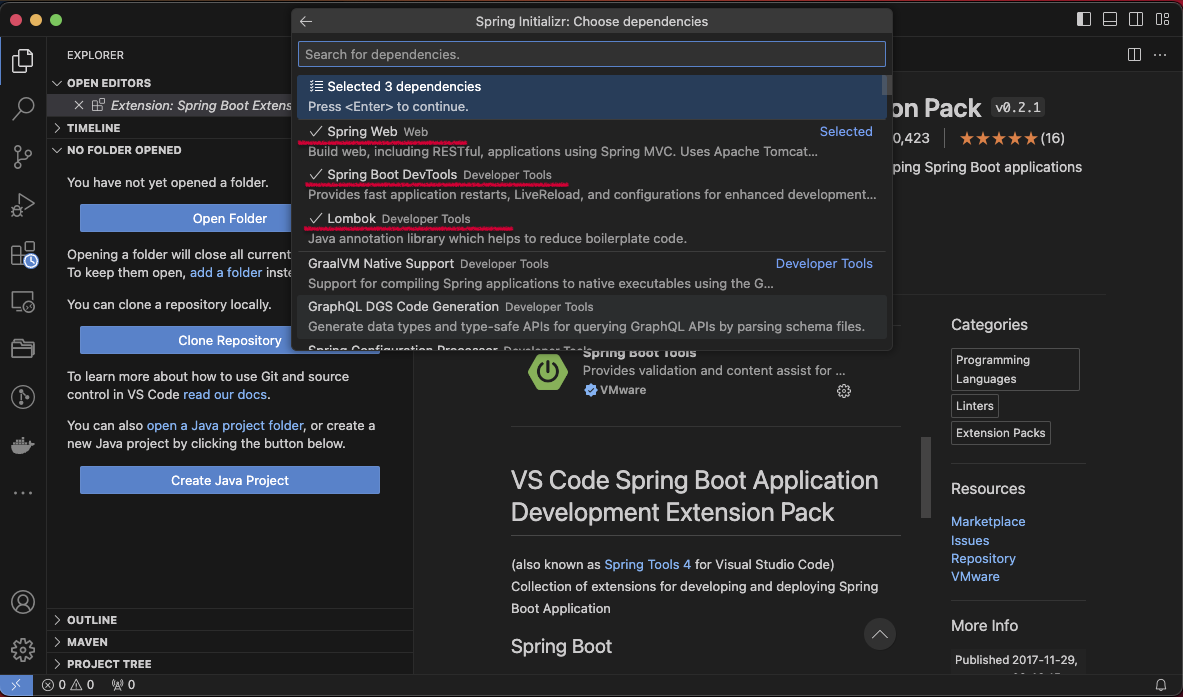 Spring Initializr: Choose dependencies
Search for dependencies.
Selected 3 dependencies
Press <Enter> to continue.
Spring Web Web Selected
Build web, including RESTful, applications using Spring MVC. Uses Apache Tomcat...
Spring Boot DevTools Developer Tools
Provides fast application restarts, LiveReload, and configurations for enhanced development...
Lombok Developer Tools
Java annotation library which helps to reduce boilerplate code.
GraalVM Native Support Developer Tools Developer Tools
Support for compiling Spring applications to native executables using the G...
GraphQL DGS Code Generation Developer Tools
Generate data types and type-safe APIs for querying GraphQL APIs by parsing schema files.
Spring Configuration Processor Developer Tools
EXPLORER
OPEN EDITORS
Extension: Spring Boot Extens
TIMELINE
NO FOLDER OPENED
You have not yet opened a folder.
Open Folder
Opening a folder will close all current
To keep them open, add a folder inste
You can clone a repository locally.
Clone Repository
To learn more about how to use Git and source
control in VS Code read our docs.
You can also open a Java project folder, or create a
new Java project by clicking the button below.
Create Java Project
OUTLINE
MAVEN
PROJECT TREE
0 0 0
on Pack v0.2.1
0,423 (16)
ping Spring Boot applications
Spring Boot Tools
Provides validation and content assist for ...
VMware
VS Code Spring Boot Application
Development Extension Pack
(also known as Spring Tools 4 for Visual Studio Code)
Collection of extensions for developing and deploying Spring
Boot Application
Spring Boot
Categories
Programming
Languages
Linters
Extension Packs
Resources
Marketplace
Issues
Repository
VMware
More Info
Published 2017-11-29,